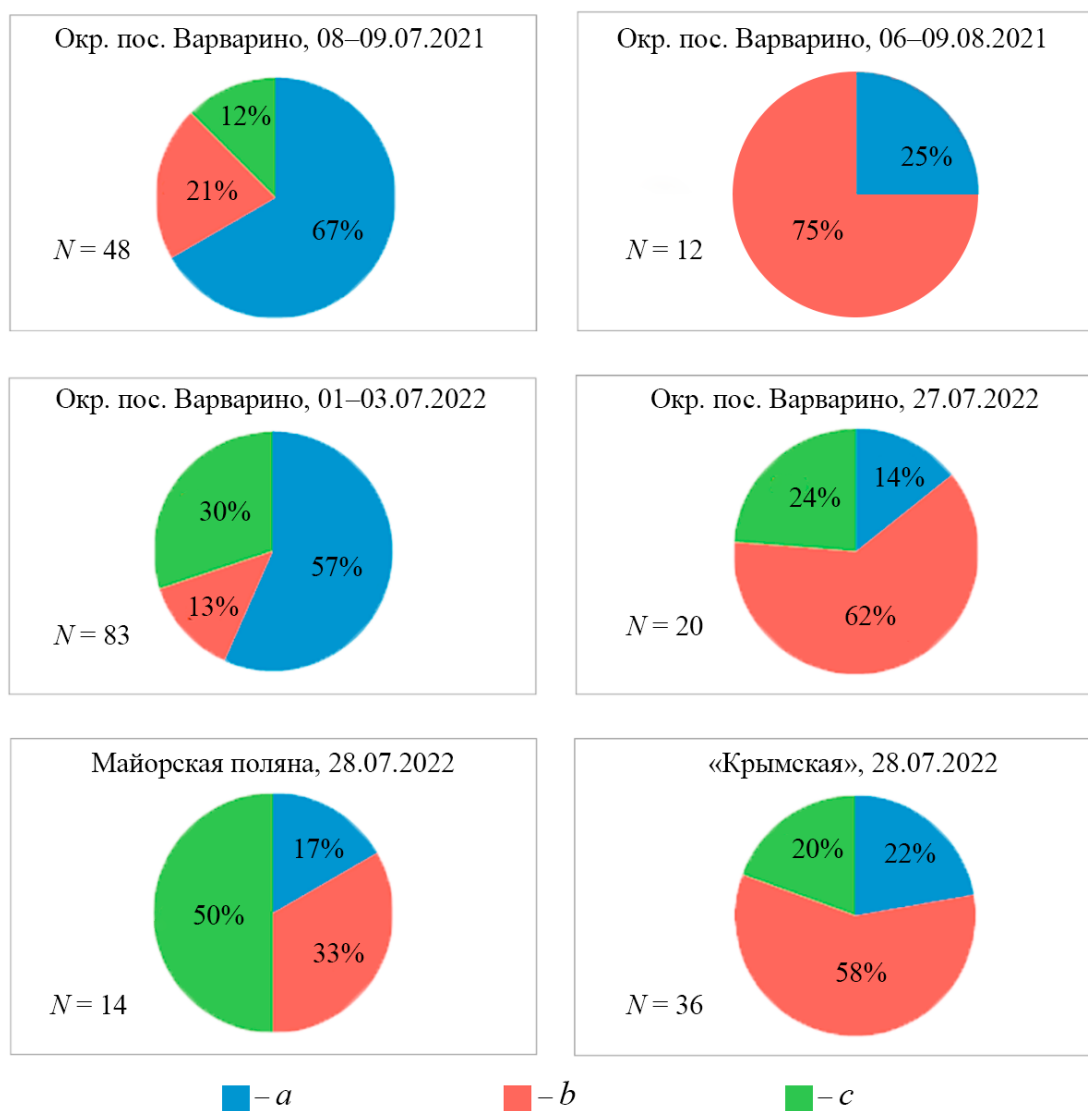 Окр. пос. Варварино, 08–09.07.2021
12%
21%
67%
N = 48
Окр. пос. Варварино, 06–09.08.2021
25%
75%
N = 12
Окр. пос. Варварино, 01–03.07.2022
30%
57%
13%
N = 83
Окр. пос. Варварино, 27.07.2022
14%
24%
62%
N = 20
Майорская поляна, 28.07.2022
17%
50%
33%
N = 14
«Крымская», 28.07.2022
20%
22%
58%
N = 36
– a
– b
– c